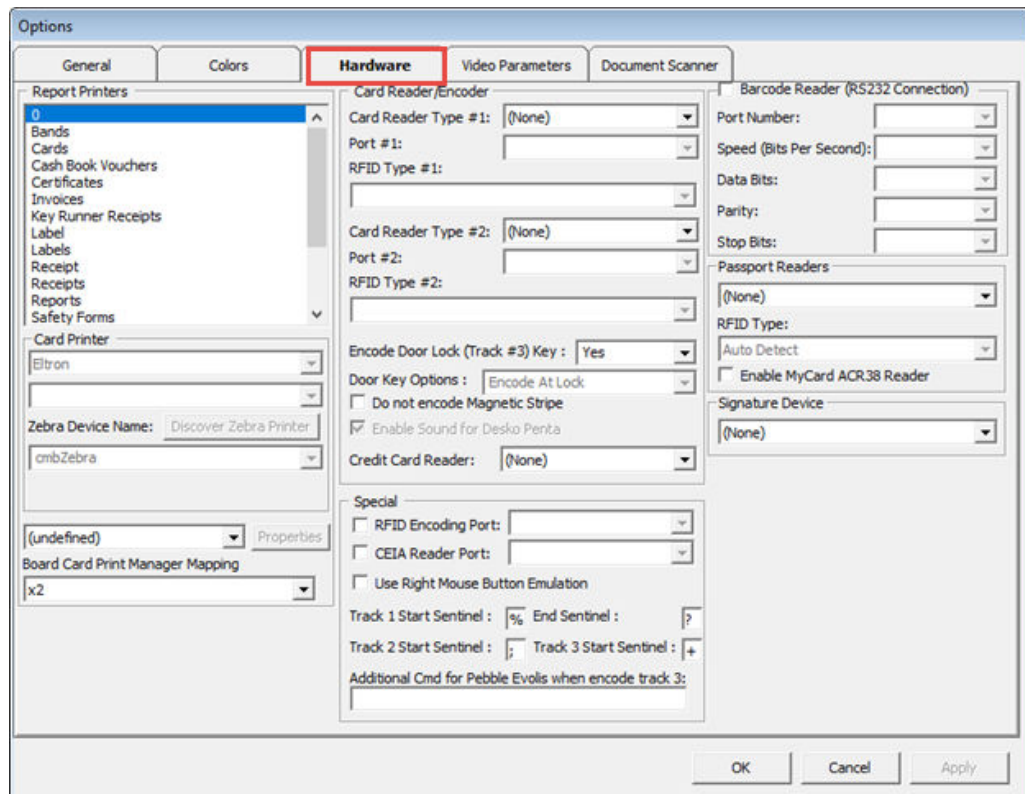 Options
General
Colors
Hardware
Video Parameters
Document Scanner
Report Printers
0
Bands
Cards
Cash Book Vouchers
Certificates
Invoices
Key Runner Receipts
Label
Labels
Receipt
Receipts
Reports
Safety Forms
Card Printer
Eltron
Zebra Device Name: Discover Zebra Printer
cmbZebra
(undefined) Properties
Board Card Print Manager Mapping
x2
Card Reader/Encoder
Card Reader Type #1: (None)
Port #1:
RFID Type #1:
Card Reader Type #2: (None)
Port #2:
RFID Type #2:
Encode Door Lock (Track #3) Key : Yes
Door Key Options : Encode At Lock
Do not encode Magnetic Stripe
Enable Sound for Desko Penta
Credit Card Reader: (None)
Special
RFID Encoding Port:
CEIA Reader Port:
Use Right Mouse Button Emulation
Track 1 Start Sentinel : % End Sentinel : ?
Track 2 Start Sentinel : ; Track 3 Start Sentinel : +
Additional Cmd for Pebble Evolis when encode track 3:
Barcode Reader (RS232 Connection)
Port Number:
Speed (Bits Per Second):
Data Bits:
Parity:
Stop Bits:
Passport Readers
(None)
RFID Type:
Auto Detect
Enable MyCard ACR38 Reader
Signature Device
(None)
OK
Cancel
Apply